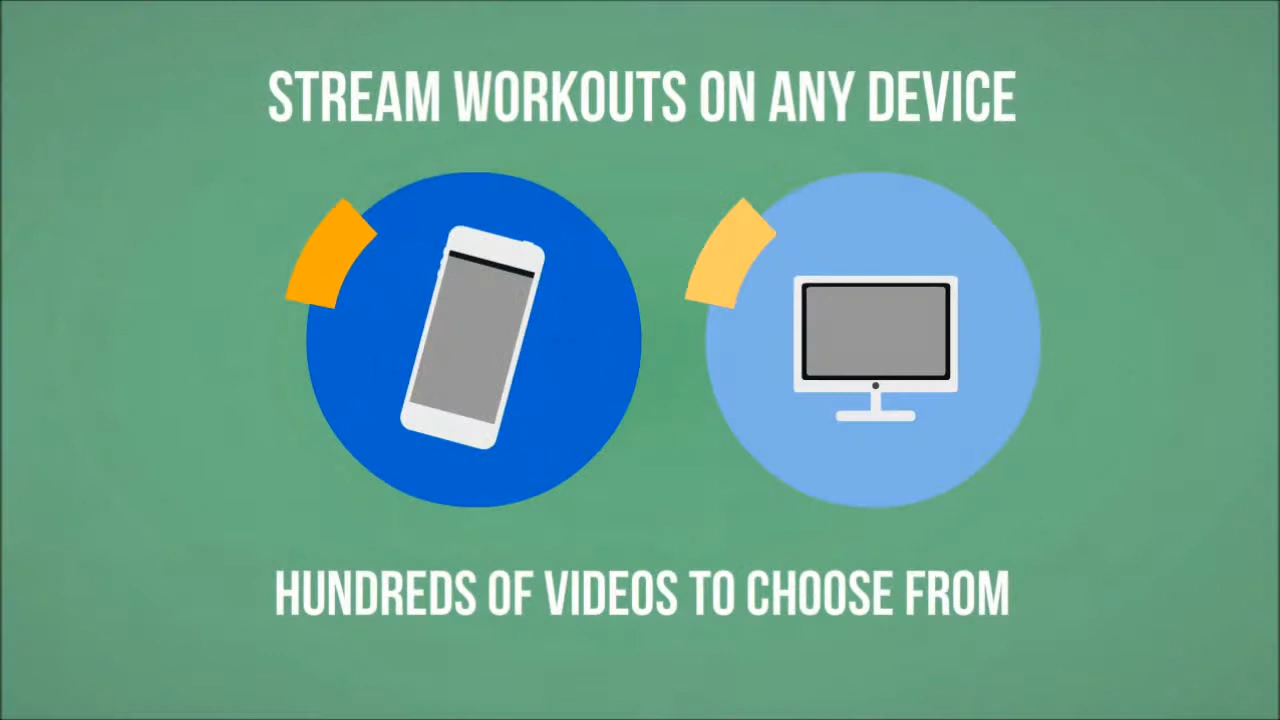 STREAM WORKOUTS ON ANY DEVICE
HUNDREDS OF VIDEOS TO CHOOSE FROM